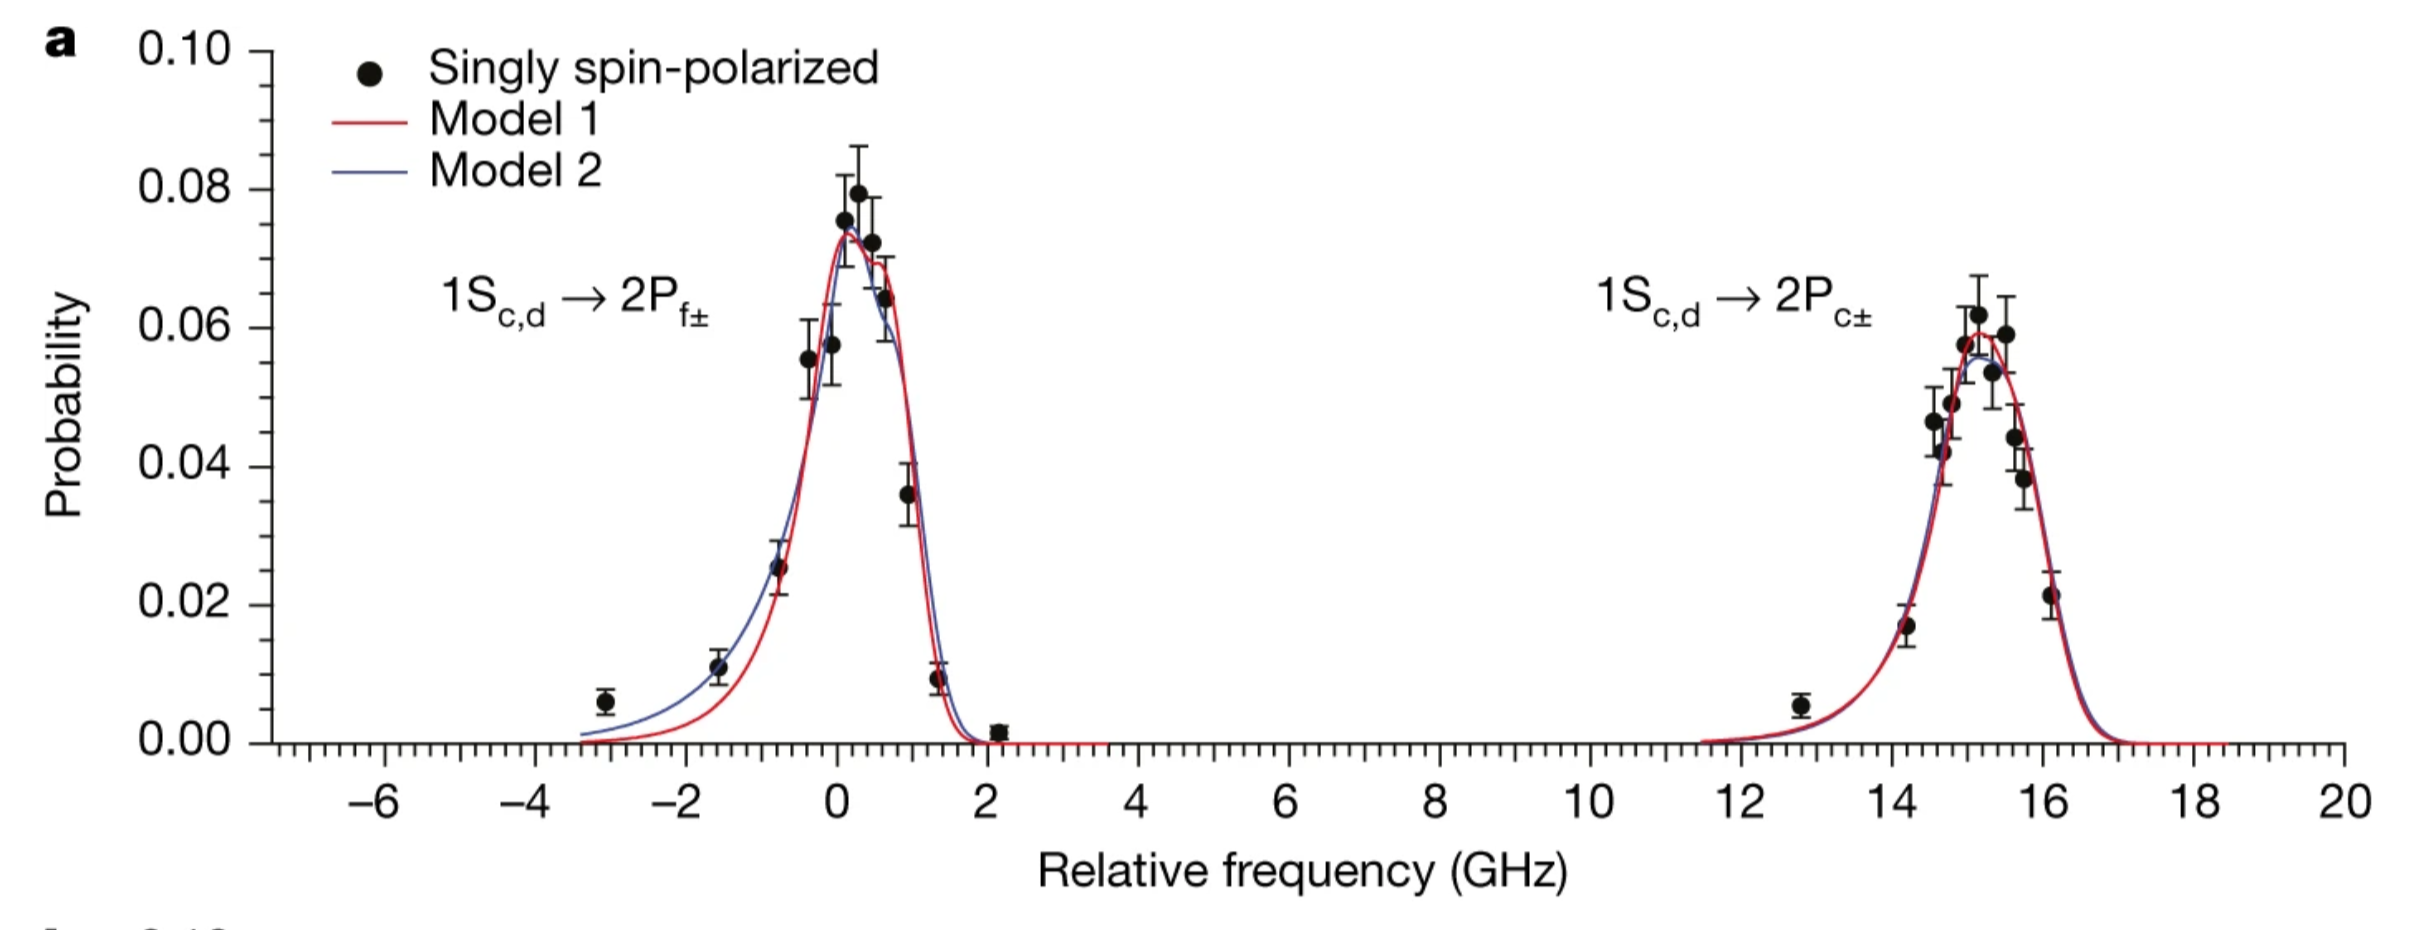 a
0.10
Singly spin-polarized
Model 1
Model 2
0.08
0.06
0.04
0.02
0.00
Probability
1Sc,d → 2Pf±
1Sc,d → 2Pc±
−6 −4 −2 0 2 4 6 8 10 12 14 16 18 20
Relative frequency (GHz)